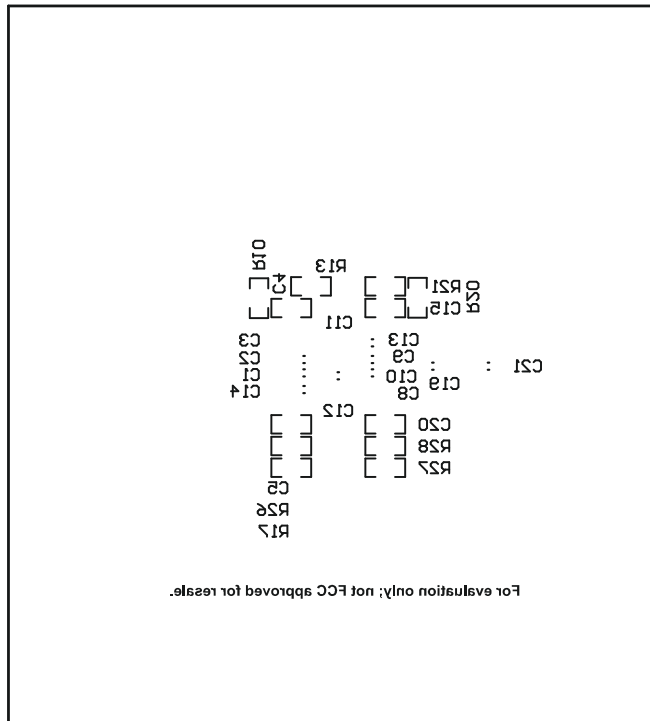 R10
R13
C4
R21
R20
C15
C11
C3
C13
C2
C9
C21
C1
C10
C19
C14
C8
C12
C20
R28
R27
C5
R26
R17
For evaluation only; not FCC approved for resale.